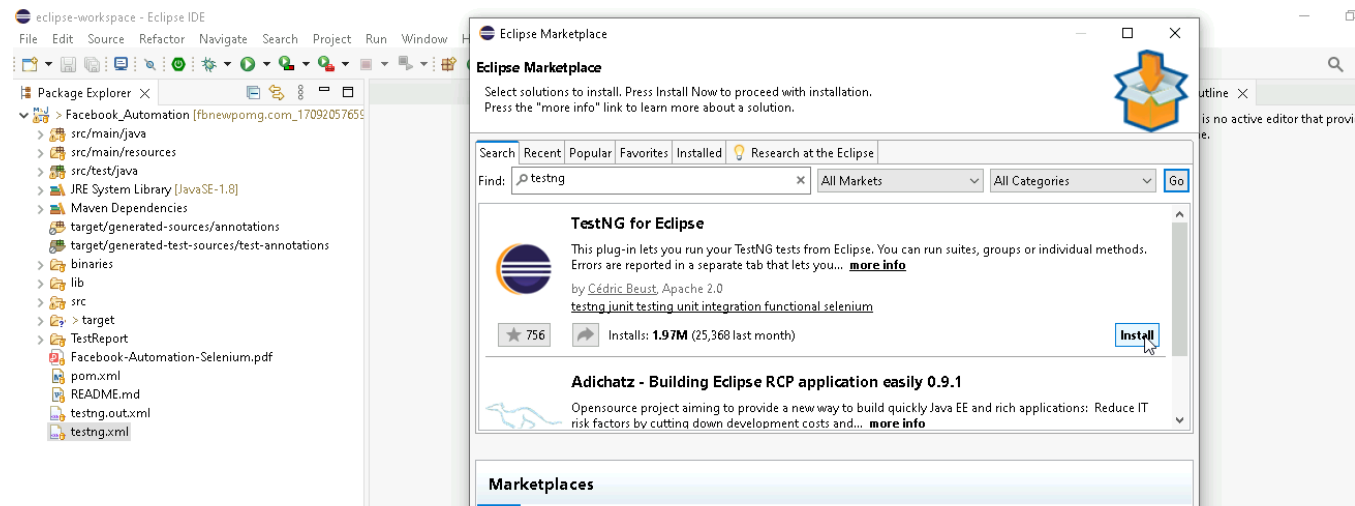 eclipse-workspace - Eclipse IDE
File Edit Source Refactor Navigate Search Project Run Window H
Package Explorer
> Facebook_Automation [fbnewpomg.com_17092057659
src/main/java
src/main/resources
src/test/java
JRE System Library [JavaSE-1.8]
Maven Dependencies
target/generated-sources/annotations
target/generated-test-sources/test-annotations
binaries
lib
src
> target
TestReport
Facebook-Automation-Selenium.pdf
pom.xml
README.md
testng.out.xml
testng.xml
Eclipse Marketplace
Eclipse Marketplace
Select solutions to install. Press Install Now to proceed with installation.
Press the "more info" link to learn more about a solution.
Search Recent Popular Favorites Installed Research at the Eclipse
Find: testng All Markets All Categories Go
TestNG for Eclipse
This plug-in lets you run your TestNG tests from Eclipse. You can run suites, groups or individual methods.
Errors are reported in a separate tab that lets you... more info
by Cédric Beust, Apache 2.0
testng junit testing unit integration functional selenium
756 Installs: 1.97M (25,368 last month) Install
Adichatz - Building Eclipse RCP application easily 0.9.1
Opensource project aiming to provide a new way to build quickly Java EE and rich applications: Reduce IT
risk factors by cutting down development costs and... more info
Marketplaces
utline
is no active editor that provi
e.